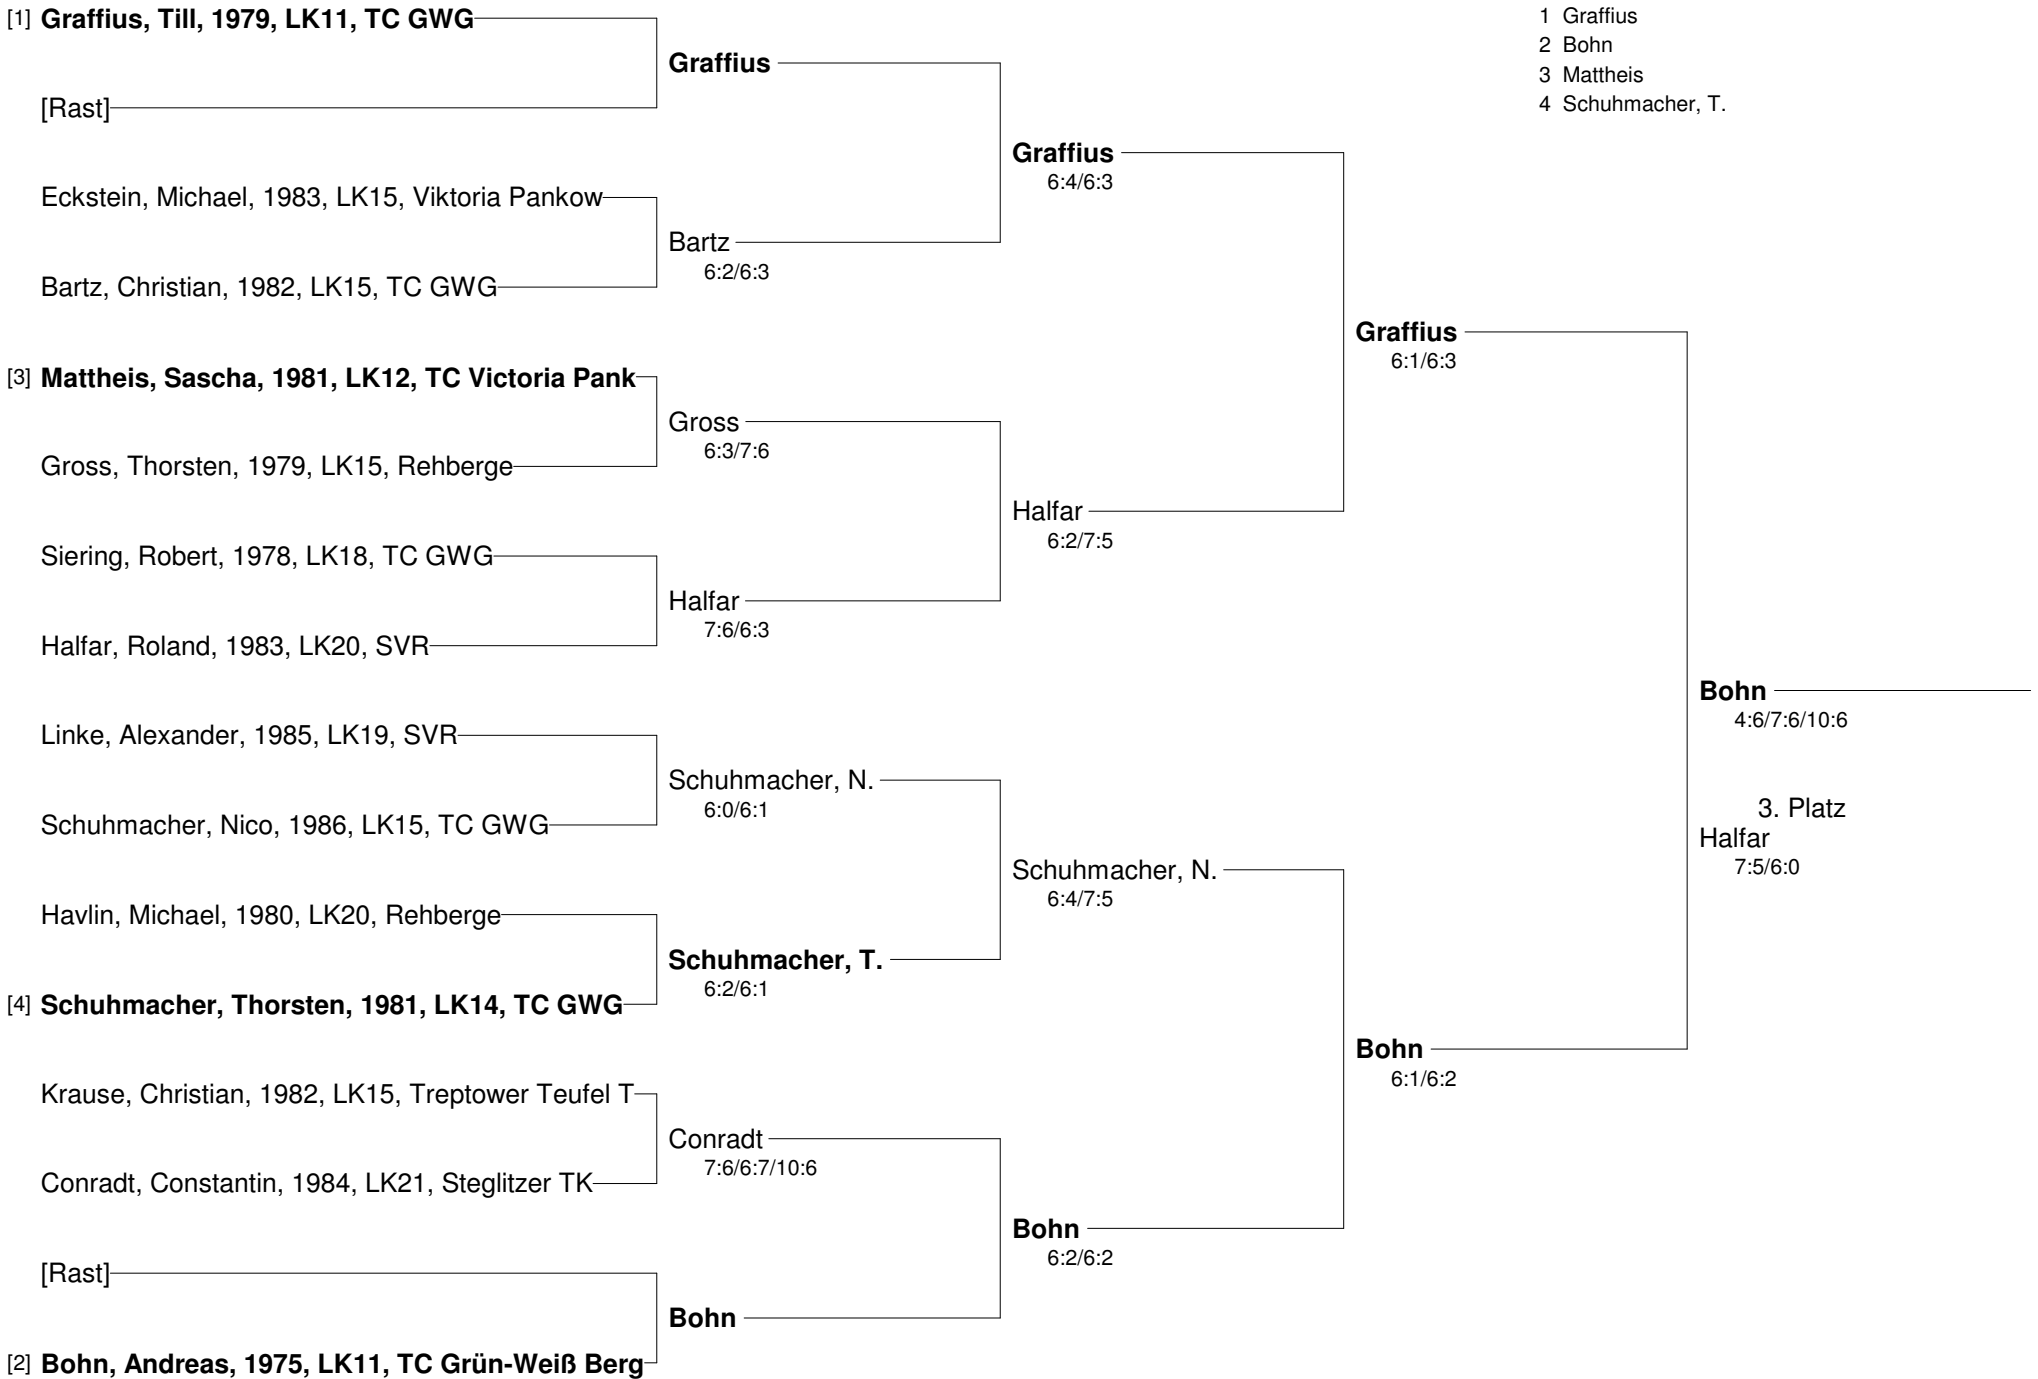 [1] Graffius, Till, 1979, LK11, TC GWG
[Rast]
Eckstein, Michael, 1983, LK15, Viktoria Pankow
Bartz, Christian, 1982, LK15, TC GWG
[3] Mattheis, Sascha, 1981, LK12, TC Victoria Pank
Gross, Thorsten, 1979, LK15, Rehberge
Siering, Robert, 1978, LK18, TC GWG
Halfar, Roland, 1983, LK20, SVR
Linke, Alexander, 1985, LK19, SVR
Schuhmacher, Nico, 1986, LK15, TC GWG
Havlin, Michael, 1980, LK20, Rehberge
[4] Schuhmacher, Thorsten, 1981, LK14, TC GWG
Krause, Christian, 1982, LK15, Treptower Teufel T
Conradt, Constantin, 1984, LK21, Steglitzer TK
[Rast]
[2] Bohn, Andreas, 1975, LK11, TC Grün-Weiß Berg
Graffius
Bartz
6:2/6:3
Gross
6:3/7:6
Halfar
7:6/6:3
Schuhmacher, N.
6:0/6:1
Schuhmacher, T.
6:2/6:1
Conradt
7:6/6:7/10:6
Bohn
Graffius
6:4/6:3
Halfar
6:2/7:5
Schuhmacher, N.
6:4/7:5
Bohn
6:2/6:2
Graffius
6:1/6:3
Bohn
6:1/6:2
Bohn
4:6/7:6/10:6
3. Platz
Halfar
7:5/6:0
1 Graffius
2 Bohn
3 Mattheis
4 Schuhmacher, T.